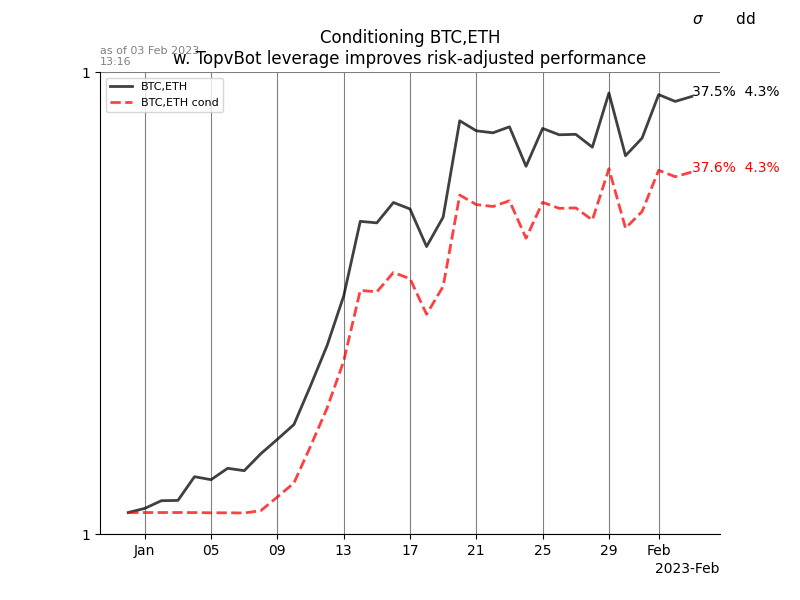 σ dd
Conditioning BTC,ETH
as of 03 Feb 2023
13:16
w. TopvBot leverage improves risk-adjusted performance
1
BTC,ETH
BTC,ETH cond
37.5% 4.3%
37.6% 4.3%
1
Jan 05 09 13 17 21 25 29 Feb
2023-Feb